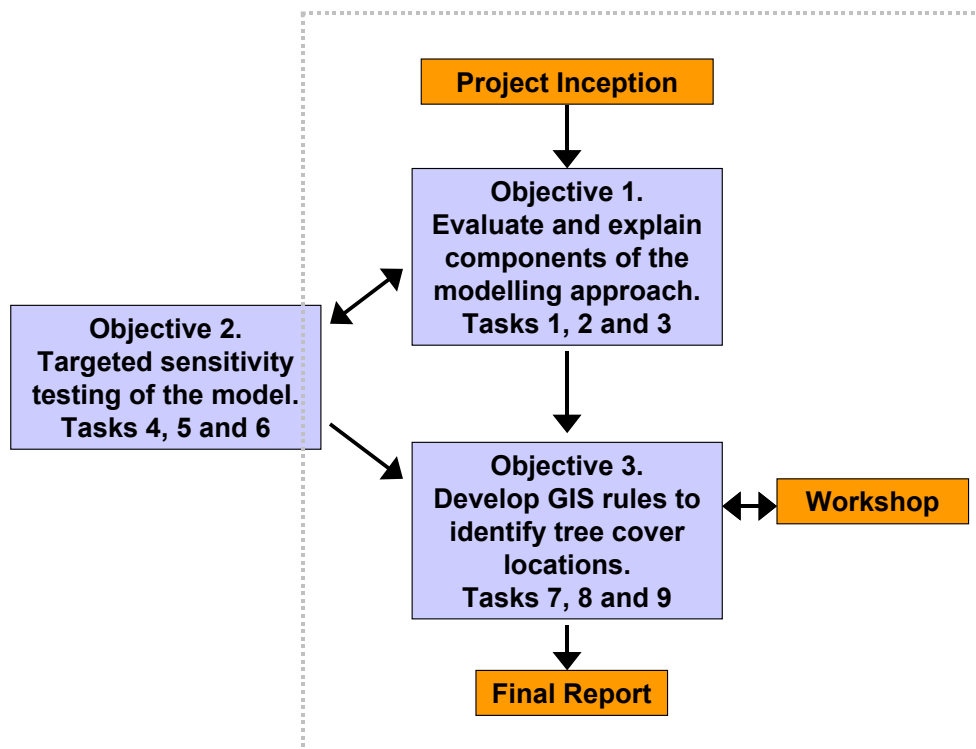 Project Inception
Objective 1.
Evaluate and explain
components of the
modelling approach.
Tasks 1, 2 and 3
Objective 2.
Targeted sensitivity
testing of the model.
Tasks 4, 5 and 6
Objective 3.
Develop GIS rules to
identify tree cover
locations.
Tasks 7, 8 and 9
Workshop
Final Report